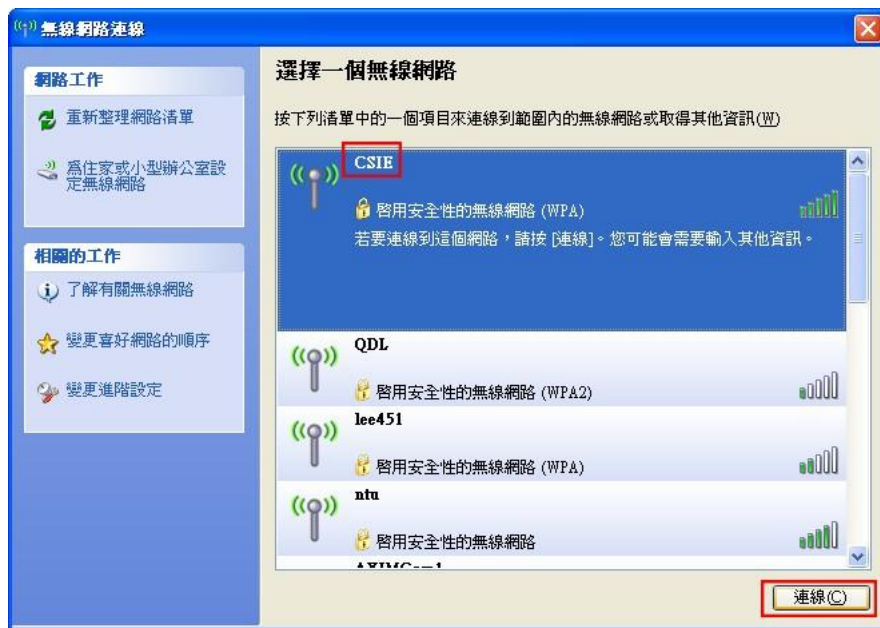 無線網路連線
網路工作
重新整理網路清單
為住家或小型辦公室設
定無線網路
相關的工作
了解有關無線網路
變更喜好網路的順序
變更進階設定
選擇一個無線網路
按下列清單中的一個項目來連線到範圍內的無線網路或取得其他資訊(W)
CSIE
啓用安全性的無線網路 (WPA)
若要連線到這個網路，請按 [連線]。您可能會需要輸入其他資訊。
QDL
啓用安全性的無線網路 (WPA2)
lee451
啓用安全性的無線網路 (WPA)
ntu
啓用安全性的無線網路
連線(C)